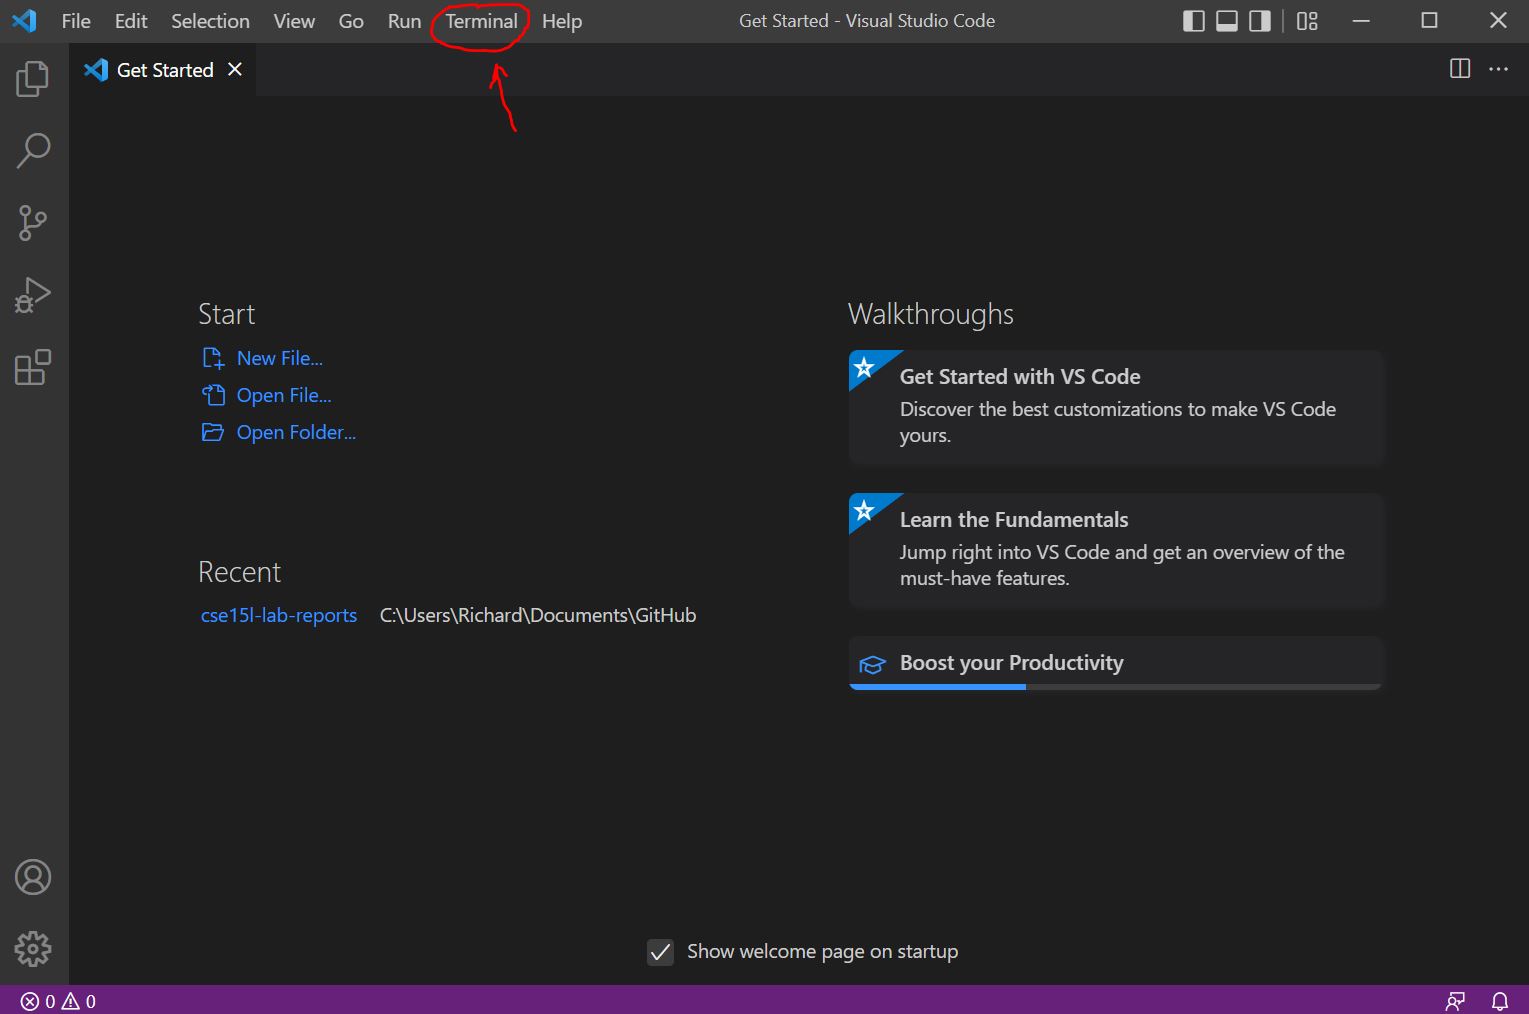 File Edit Selection View Go Run Terminal Help Get Started - Visual Studio Code
Get Started
Start
New File...
Open File...
Open Folder...
Recent
cse15l-lab-reports C:\Users\Richard\Documents\GitHub
Walkthroughs
Get Started with VS Code
Discover the best customizations to make VS Code
yours.
Learn the Fundamentals
Jump right into VS Code and get an overview of the
must-have features.
Boost your Productivity
Show welcome page on startup
0 0